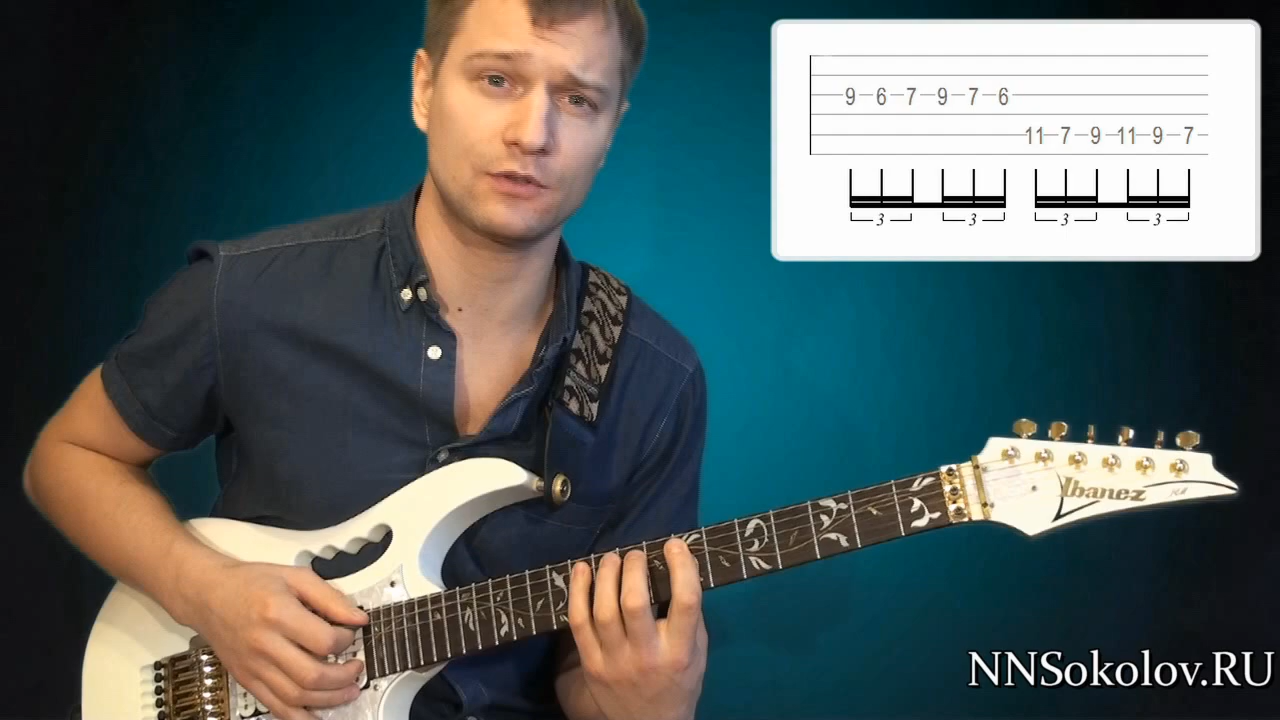 9 6 7 9 7 6
11 7 9 11 9 7
3 3 3 3
Ibanez
NNSokolov.RU